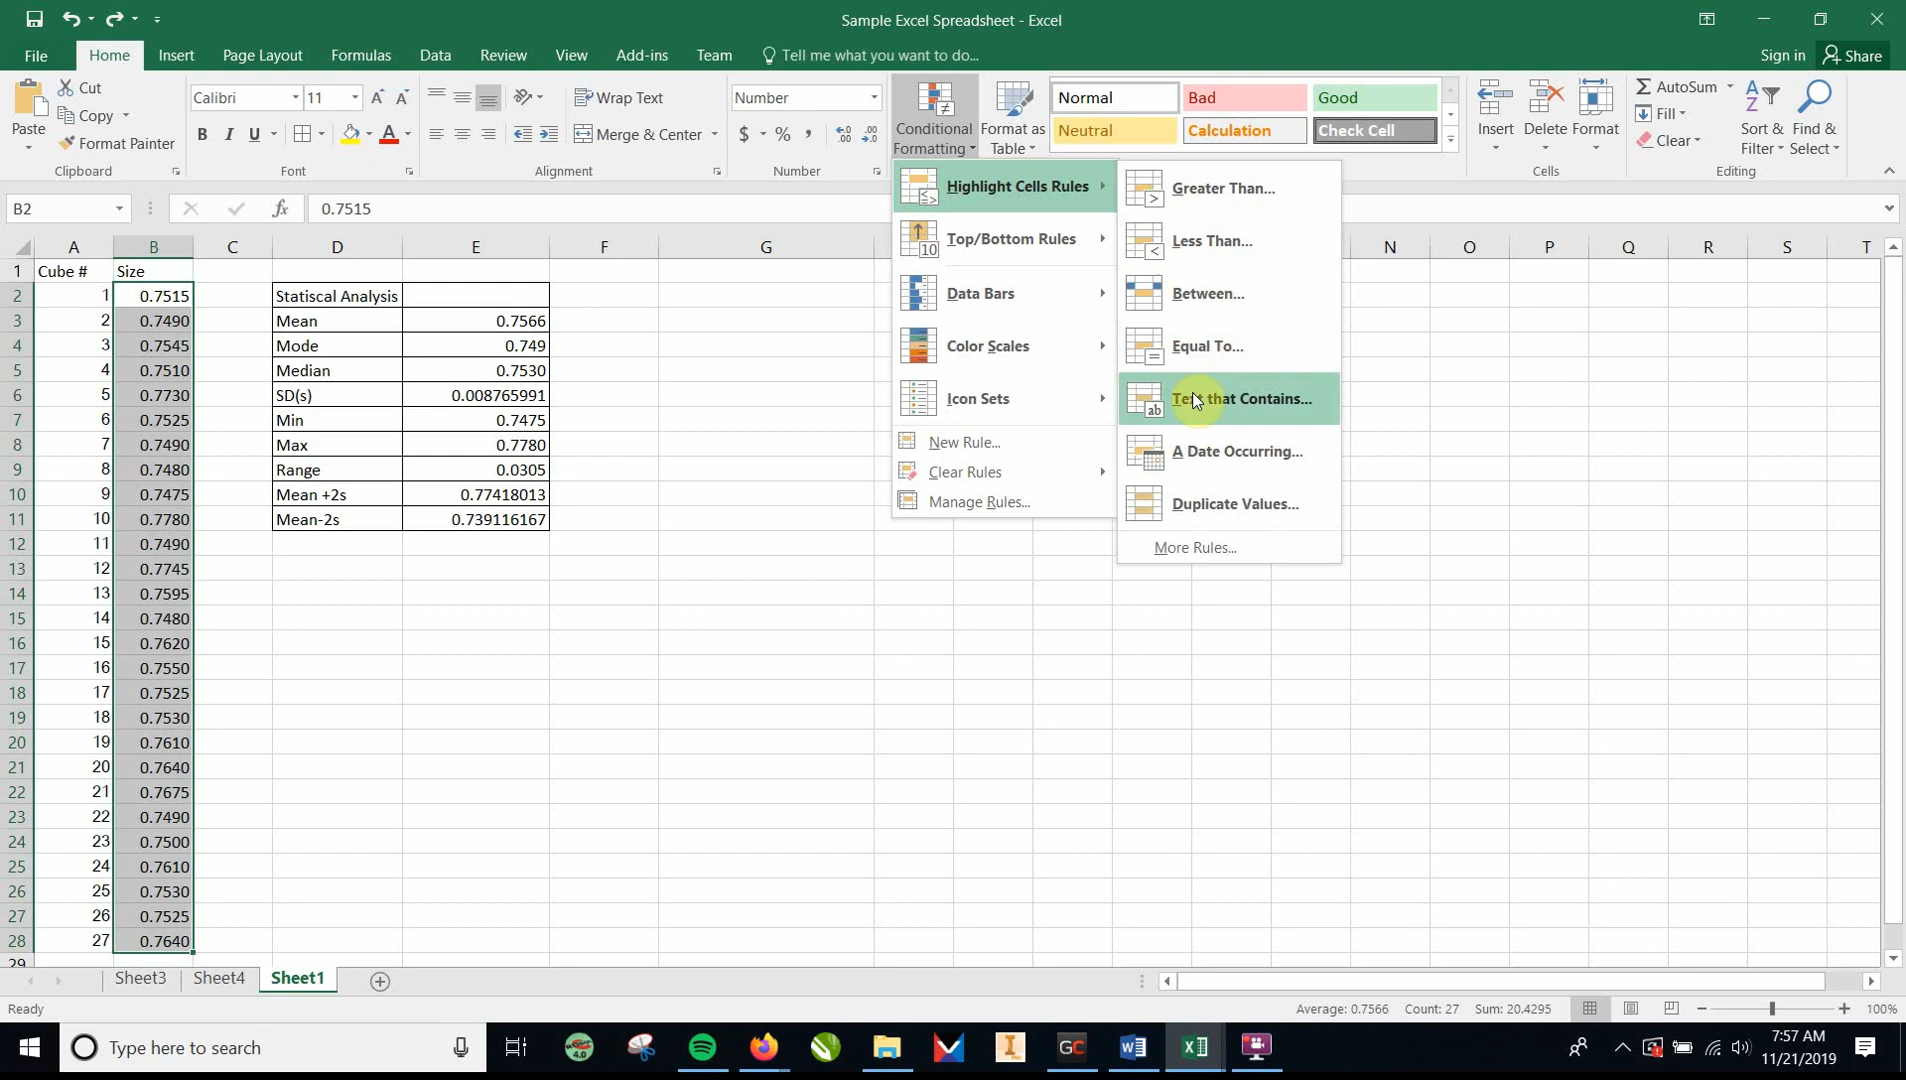 Sample Excel Spreadsheet - Excel
File Home Insert Page Layout Formulas Data Review View Add-ins Team Tell me what you want to do... Sign in Share
Paste Cut Copy Format Painter Clipboard
Calibri 11 A A B I U A Font
Wrap Text Merge & Center Alignment
Number $ % , Number
Conditional Formatting Format as Table
Normal Bad Good
Neutral Calculation Check Cell
Insert Delete Format Cells
AutoSum Fill Clear Sort & Filter Find & Select Editing
B2 fx 0.7515
Highlight Cells Rules
Top/Bottom Rules
Data Bars
Color Scales
Icon Sets
New Rule...
Clear Rules
Manage Rules...
Greater Than...
Less Than...
Between...
Equal To...
Text that Contains...
A Date Occurring...
Duplicate Values...
More Rules...
A B C D E F G N O P Q R S T
1 Cube # Size
2 1 0.7515 Statiscal Analysis
3 2 0.7490 Mean 0.7566
4 3 0.7545 Mode 0.749
5 4 0.7510 Median 0.7530
6 5 0.7730 SD(s) 0.008765991
7 6 0.7525 Min 0.7475
8 7 0.7490 Max 0.7780
9 8 0.7480 Range 0.0305
10 9 0.7475 Mean +2s 0.77418013
11 10 0.7780 Mean-2s 0.739116167
12 11 0.7490
13 12 0.7745
14 13 0.7595
15 14 0.7480
16 15 0.7620
17 16 0.7550
18 17 0.7525
19 18 0.7530
20 19 0.7610
21 20 0.7640
22 21 0.7675
23 22 0.7490
24 23 0.7500
25 24 0.7610
26 25 0.7530
27 26 0.7525
28 27 0.7640
29
Sheet3 Sheet4 Sheet1
Ready Average: 0.7566 Count: 27 Sum: 20.4295 100%
Type here to search 4.0 GC 7:57 AM
11/21/2019